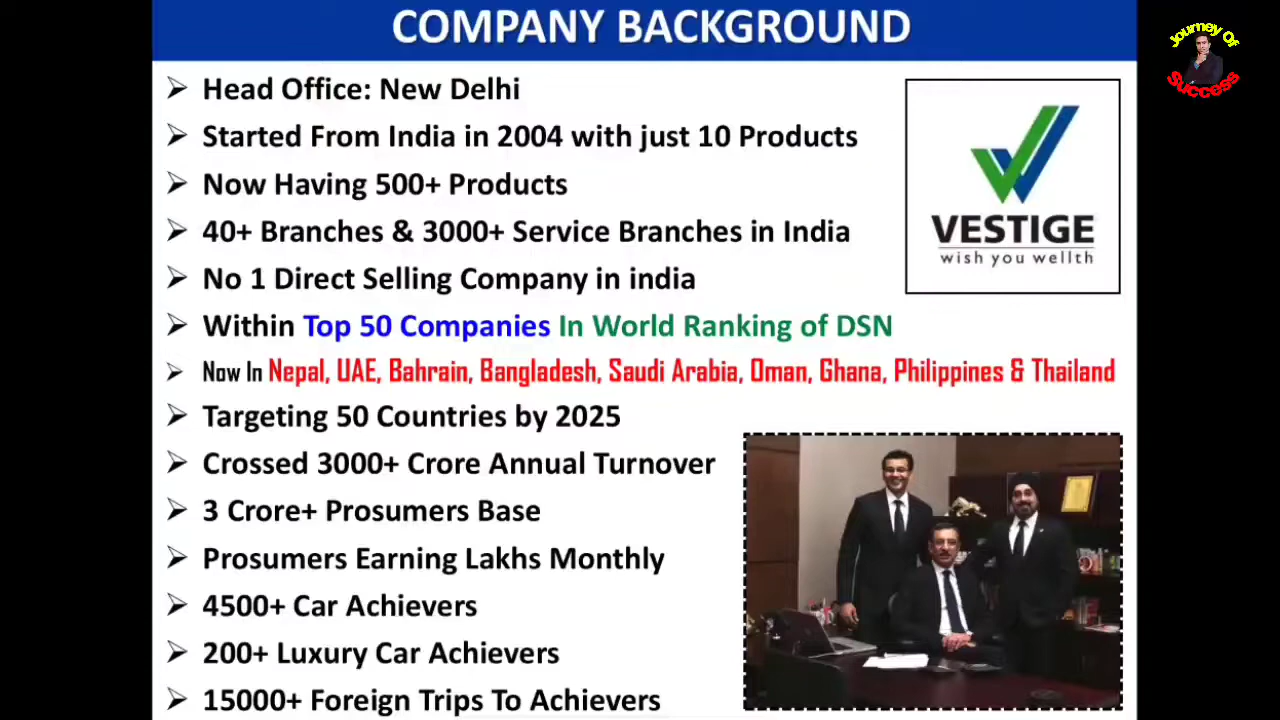 COMPANY BACKGROUND
Journey Of
Success
Head Office: New Delhi
Started From India in 2004 with just 10 Products
Now Having 500+ Products
40+ Branches & 3000+ Service Branches in India
No 1 Direct Selling Company in india
Within Top 50 Companies In World Ranking of DSN
Now In Nepal, UAE, Bahrain, Bangladesh, Saudi Arabia, Oman, Ghana, Philippines & Thailand
Targeting 50 Countries by 2025
Crossed 3000+ Crore Annual Turnover
3 Crore+ Prosumers Base
Prosumers Earning Lakhs Monthly
4500+ Car Achievers
200+ Luxury Car Achievers
15000+ Foreign Trips To Achievers
VESTIGE
wish you wellth